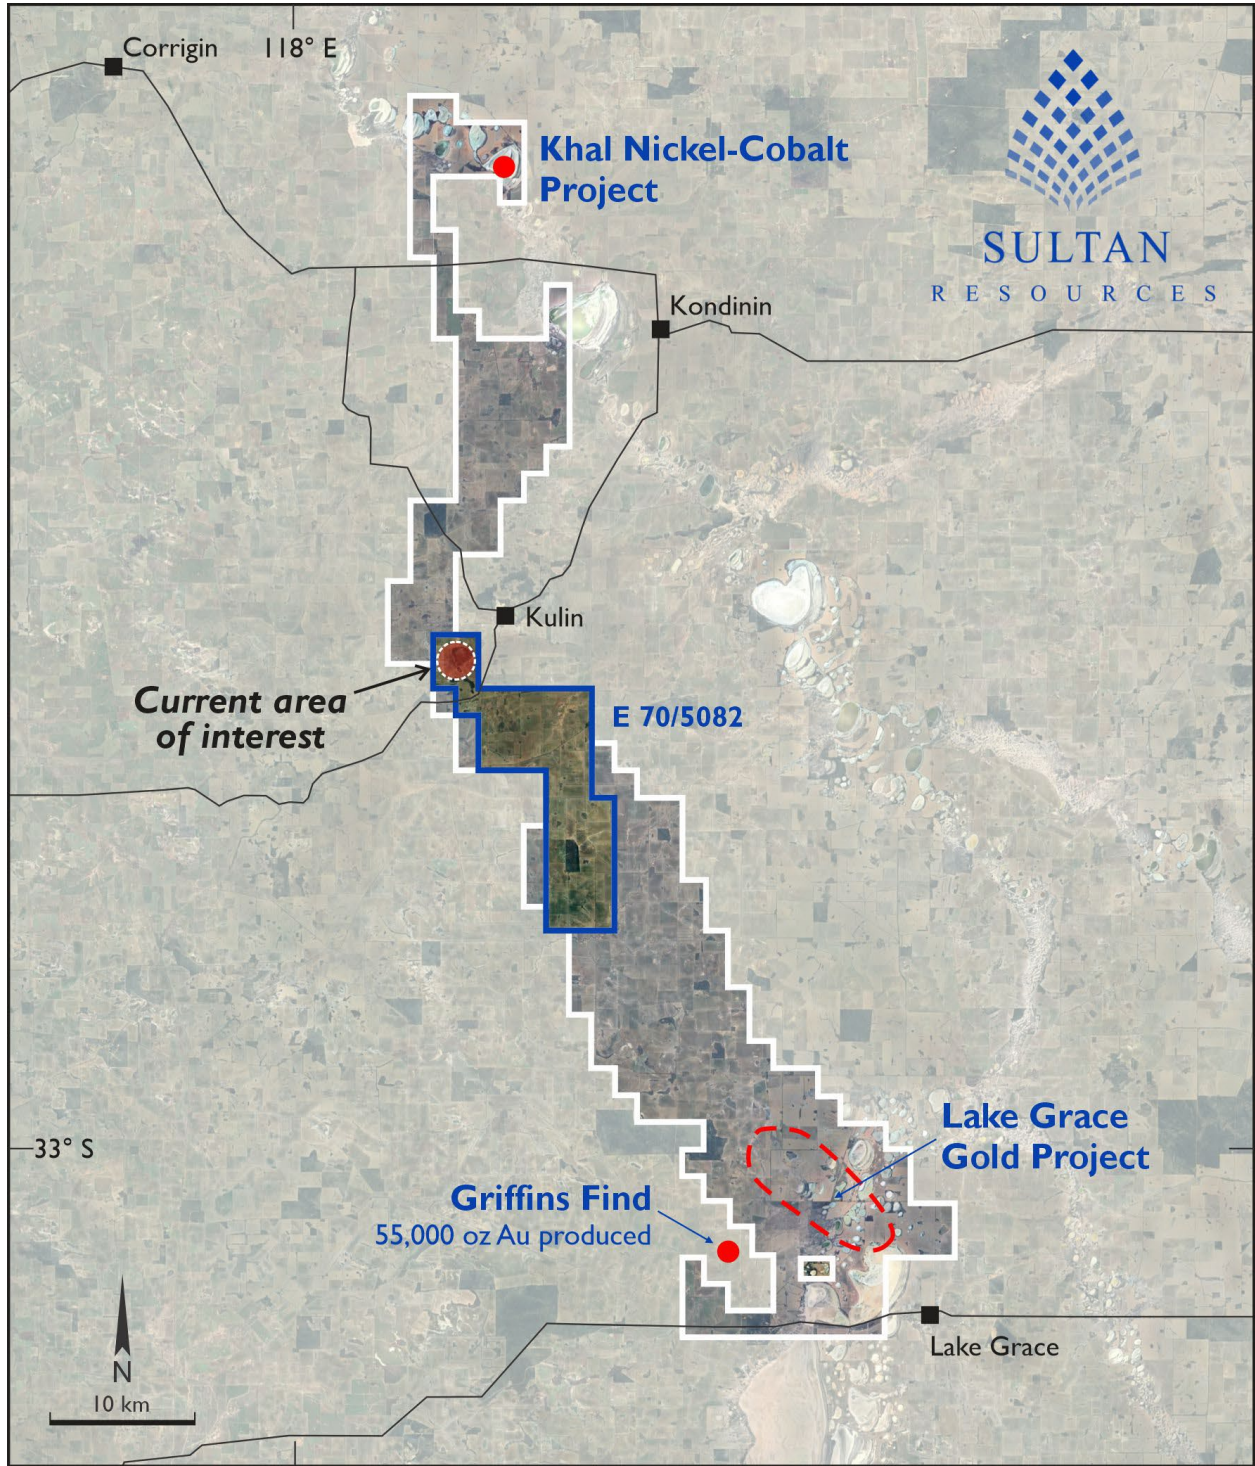 Corrigin
118° E
Khal Nickel-Cobalt
Project
SULTAN
RESOURCES
Kondinin
Kulin
Current area
of interest
E 70/5082
33° S
Lake Grace
Gold Project
Griffins Find
55,000 oz Au produced
Lake Grace
N
10 km